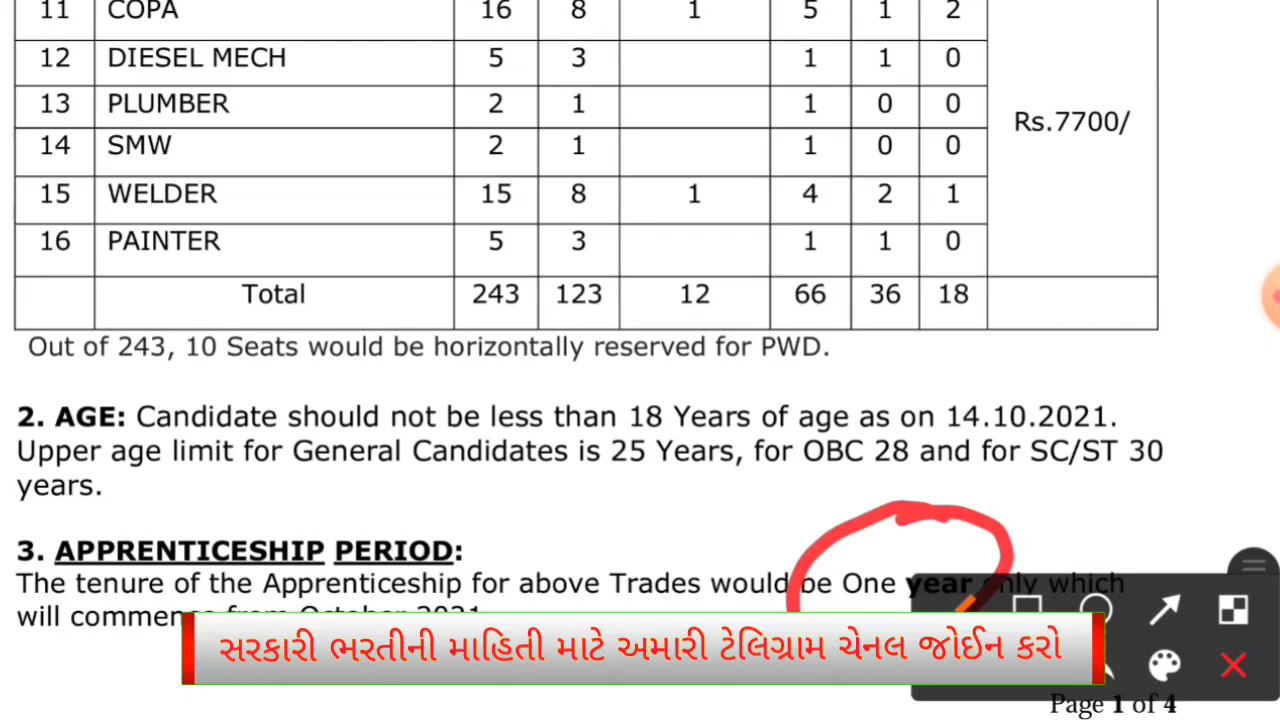 11 COPA 16 8 1 5 1 2
12 DIESEL MECH 5 3 1 1 0
13 PLUMBER 2 1 1 0 0
Rs.7700/
14 SMW 2 1 1 0 0
15 WELDER 15 8 1 4 2 1
16 PAINTER 5 3 1 1 0
Total 243 123 12 66 36 18
Out of 243, 10 Seats would be horizontally reserved for PWD.
2. AGE: Candidate should not be less than 18 Years of age as on 14.10.2021.
Upper age limit for General Candidates is 25 Years, for OBC 28 and for SC/ST 30
years.
3. APPRENTICESHIP PERIOD:
The tenure of the Apprenticeship for above Trades would be One year only which
will commence from October 2021
સરકારી ભરતીની માહિતી માટે અમારી ટેલિગ્રામ ચેનલ જોઈન કરો
Page 1 of 4